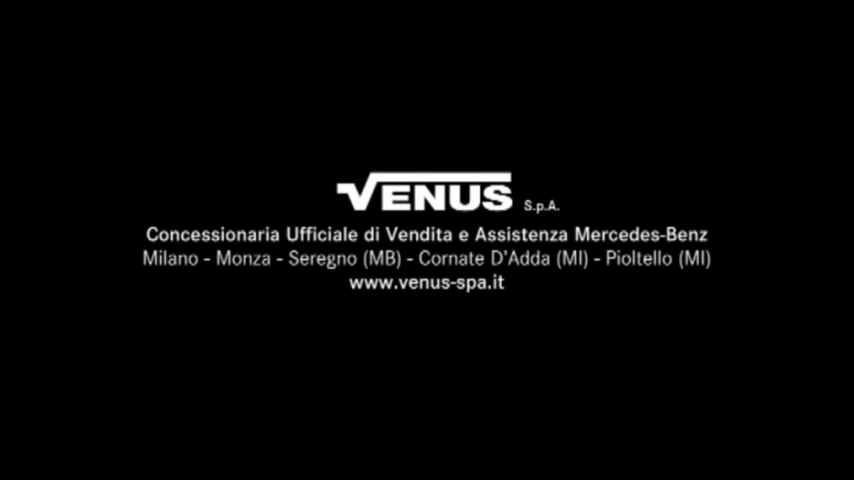 VENUS S.p.A.
Concessionaria Ufficiale di Vendita e Assistenza Mercedes-Benz
Milano - Monza - Seregno (MB) - Cornate D'Adda (MI) - Pioltello (MI)
www.venus-spa.it